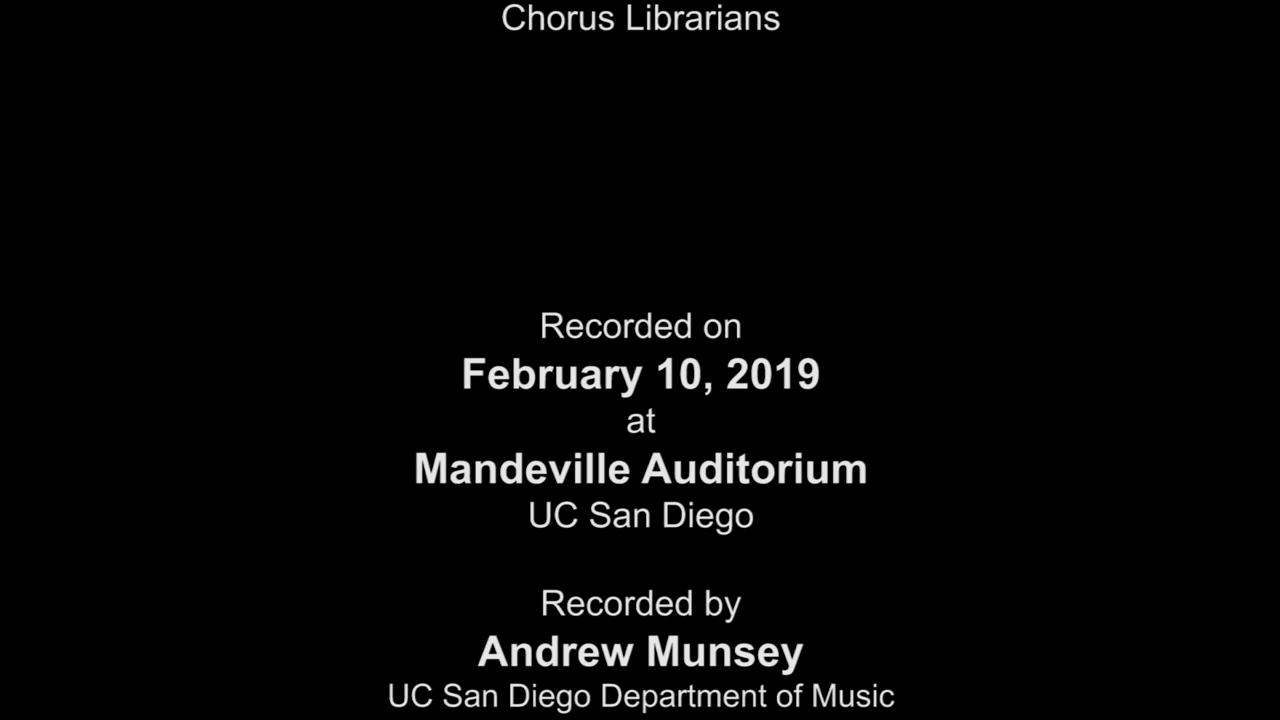 Chorus Librarians
Recorded on
February 10, 2019
at
Mandeville Auditorium
UC San Diego
Recorded by
Andrew Munsey
UC San Diego Department of Music